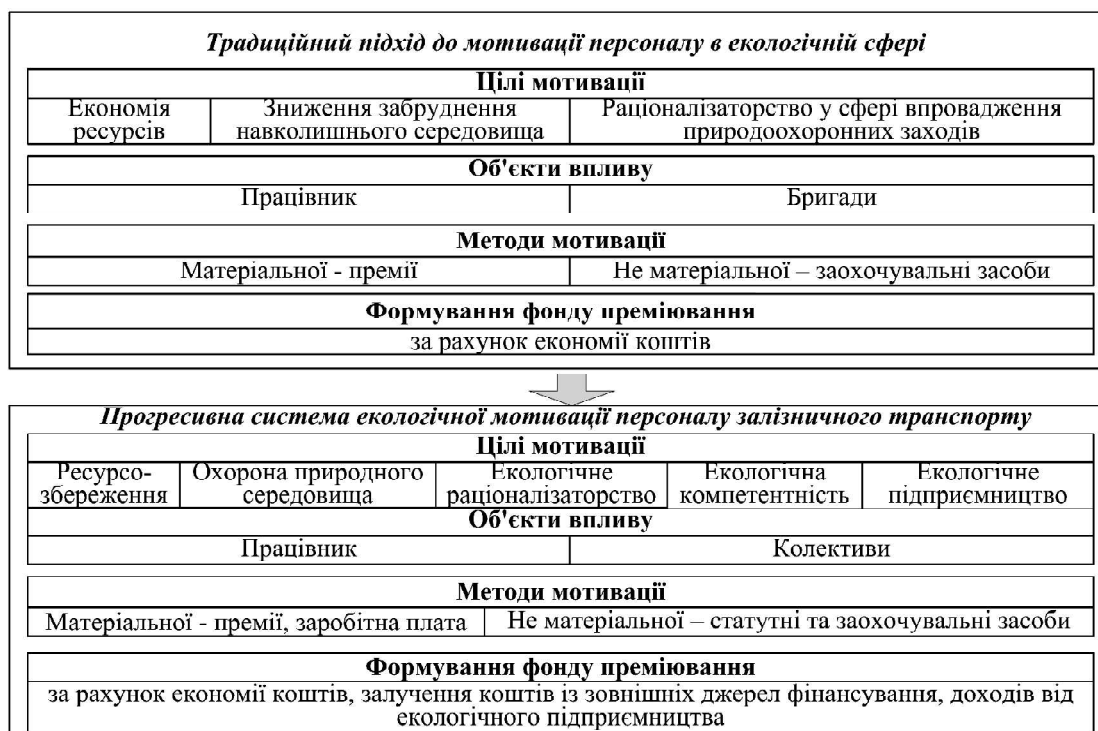 Традиційний підхід до мотивації персоналу в екологічній сфері
Цілі мотивації
Економія
ресурсів
Зниження забруднення
навколишнього середовища
Раціоналізаторство у сфері впровадження
природоохоронних заходів
Об'єкти впливу
Працівник
Бригади
Методи мотивації
Матеріальної - премії
Не матеріальної – заохочувальні засоби
Формування фонду преміювання
за рахунок економії коштів
Прогресивна система екологічної мотивації персоналу залізничного транспорту
Цілі мотивації
Ресурсо-
збереження
Охорона природного
середовища
Екологічне
раціоналізаторство
Екологічна
компетентність
Екологічне
підприємництво
Об'єкти впливу
Працівник
Колективи
Методи мотивації
Матеріальної - премії, заробітна плата
Не матеріальної – статутні та заохочувальні засоби
Формування фонду преміювання
за рахунок економії коштів, залучення коштів із зовнішніх джерел фінансування, доходів від
екологічного підприємництва